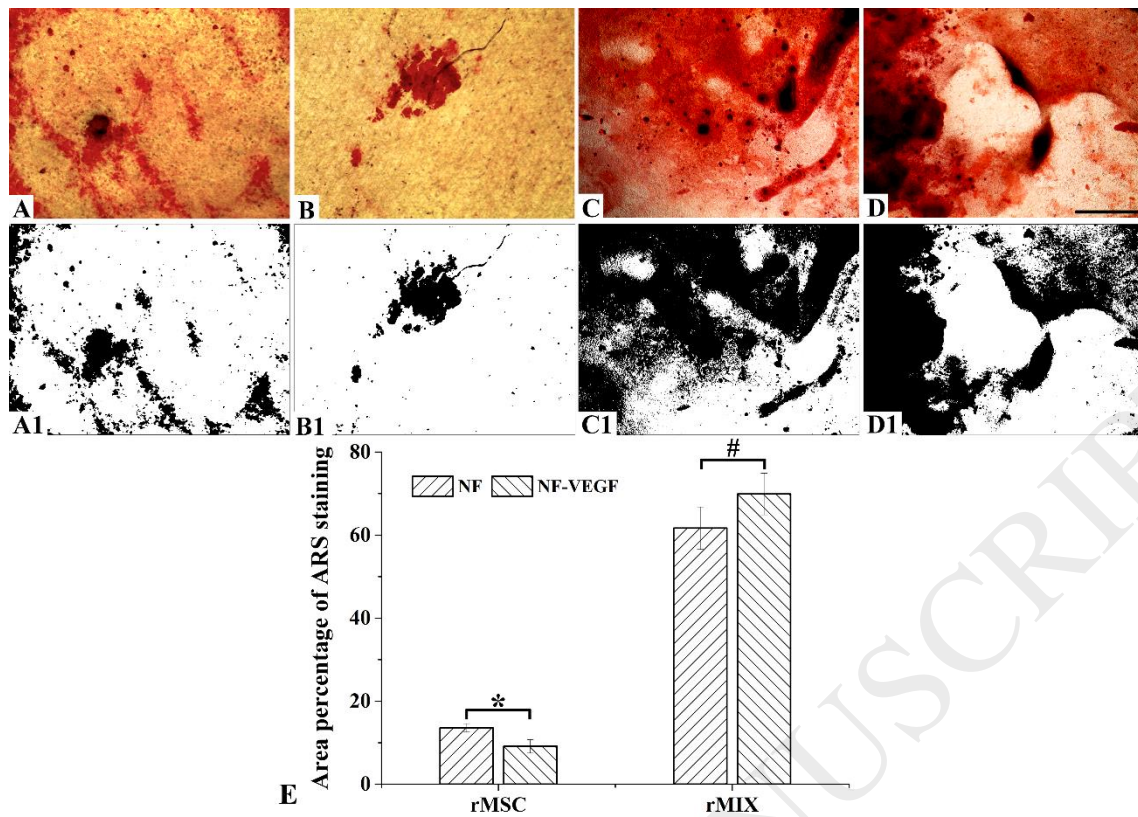 A
B
C
D
A1
B1
C1
D1
80
60
40
20
0
Area percentage of ARS staining
NF
NF-VEGF
*
#
rMSC
rMIX
E